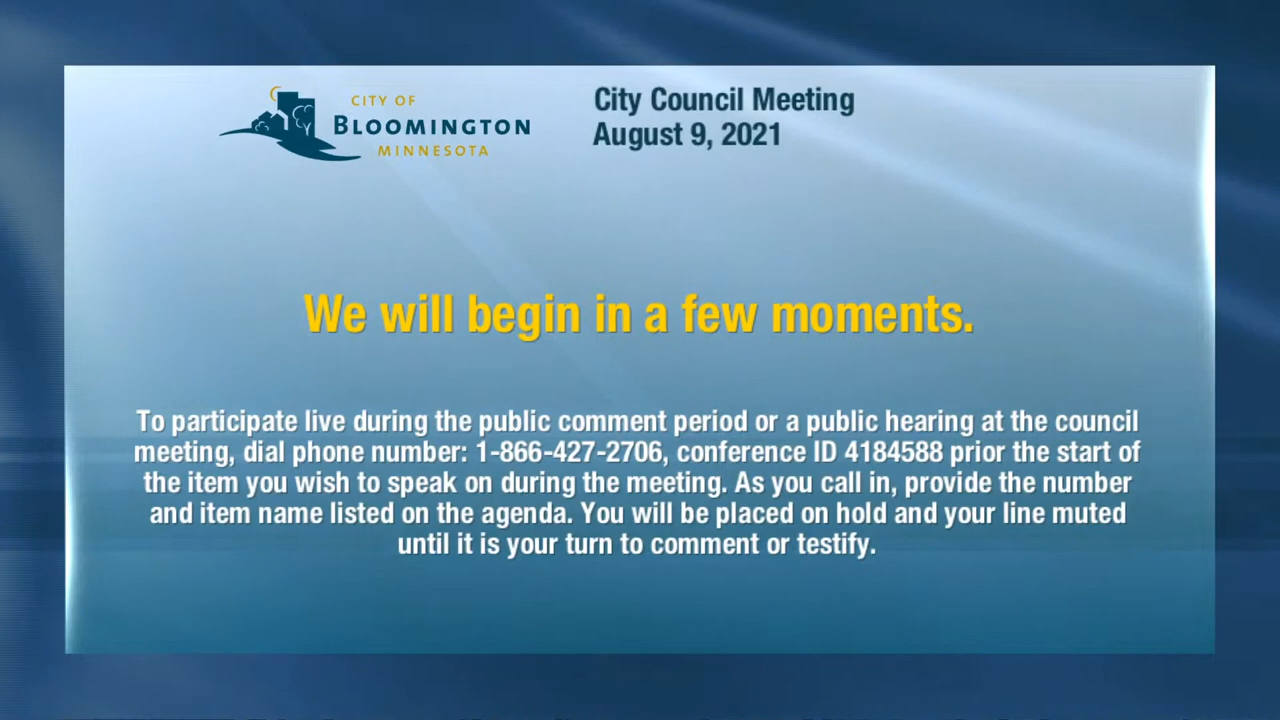 CITY OF
BLOOMINGTON
MINNESOTA
City Council Meeting
August 9, 2021
We will begin in a few moments.
To participate live during the public comment period or a public hearing at the council
meeting, dial phone number: 1-866-427-2706, conference ID 4184588 prior the start of
the item you wish to speak on during the meeting. As you call in, provide the number
and item name listed on the agenda. You will be placed on hold and your line muted
until it is your turn to comment or testify.